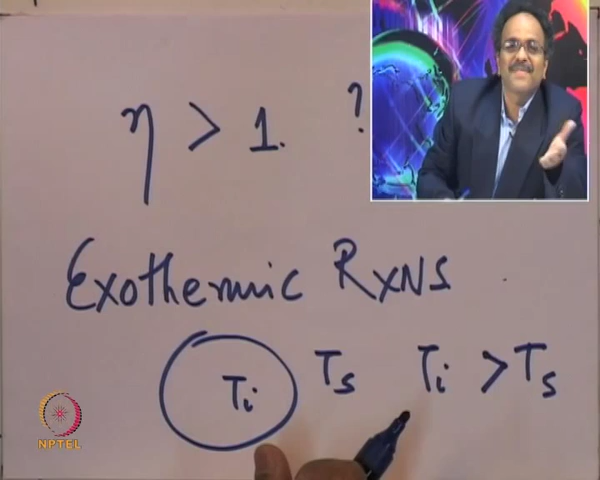 η > 1. ?
Exothermic RXNS
Ti Ts Ti > Ts
NPTEL